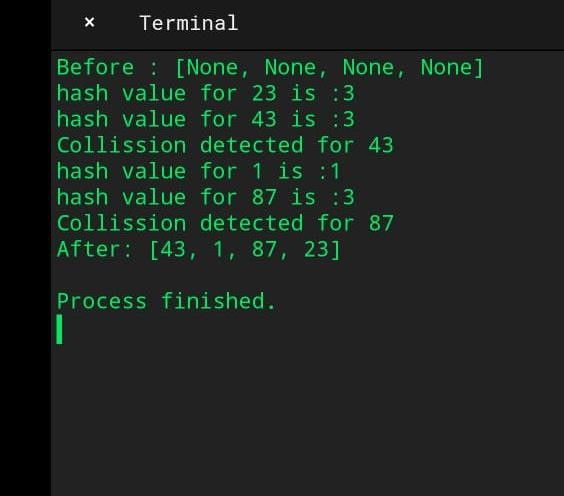 × Terminal
Before : [None, None, None, None]
hash value for 23 is :3
hash value for 43 is :3
Collission detected for 43
hash value for 1 is :1
hash value for 87 is :3
Collission detected for 87
After: [43, 1, 87, 23]
Process finished.